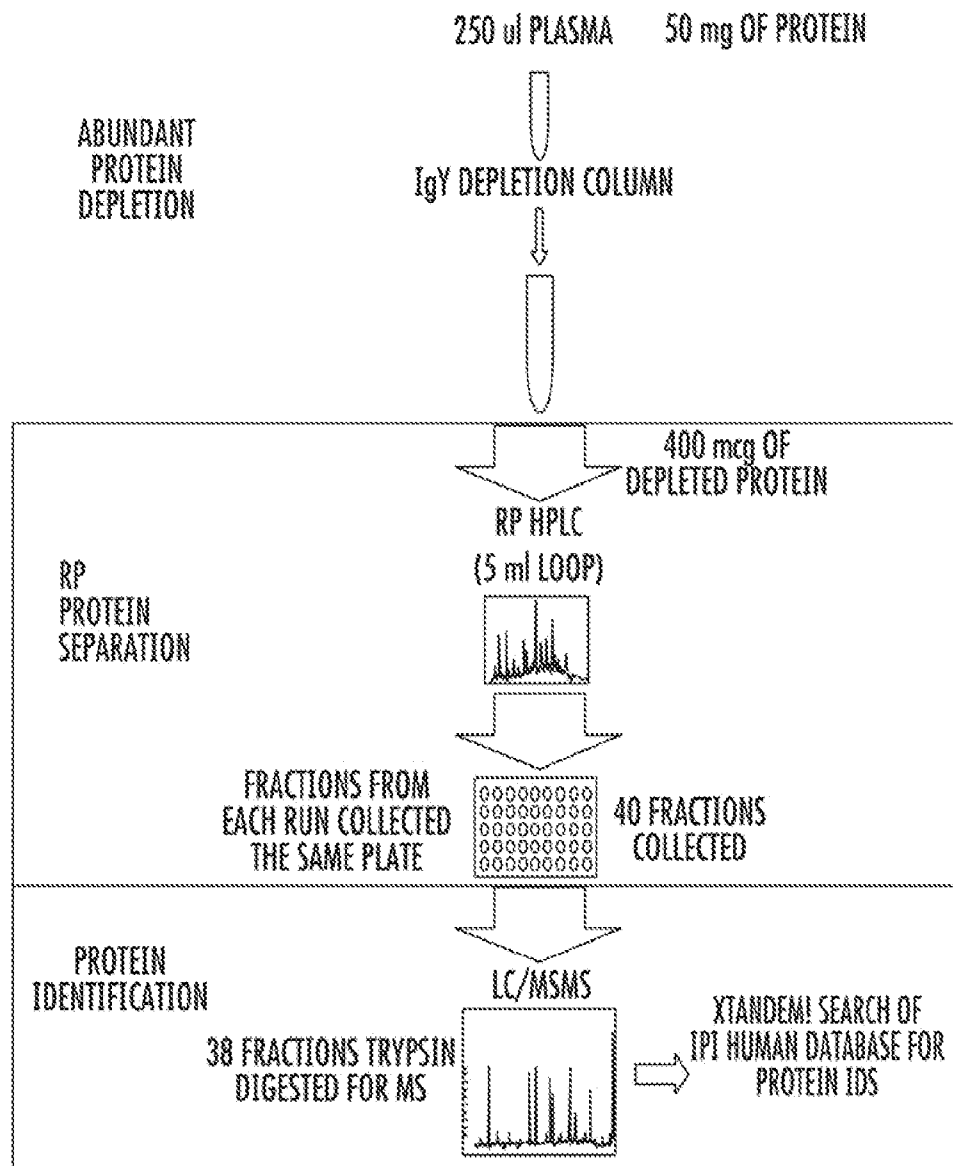 250 ul PLASMA 50 mg OF PROTEIN
ABUNDANT
PROTEIN
DEPLETION
IgY DEPLETION COLUMN
400 mcg OF
DEPLETED PROTEIN
RP HPLC
(5 ml LOOP)
RP
PROTEIN
SEPARATION
FRACTIONS FROM
EACH RUN COLLECTED
THE SAME PLATE
40 FRACTIONS
COLLECTED
PROTEIN
IDENTIFICATION
LC/MSMS
38 FRACTIONS TRYPSIN
DIGESTED FOR MS
XTANDEM! SEARCH OF
IPI HUMAN DATABASE FOR
PROTEIN IDS